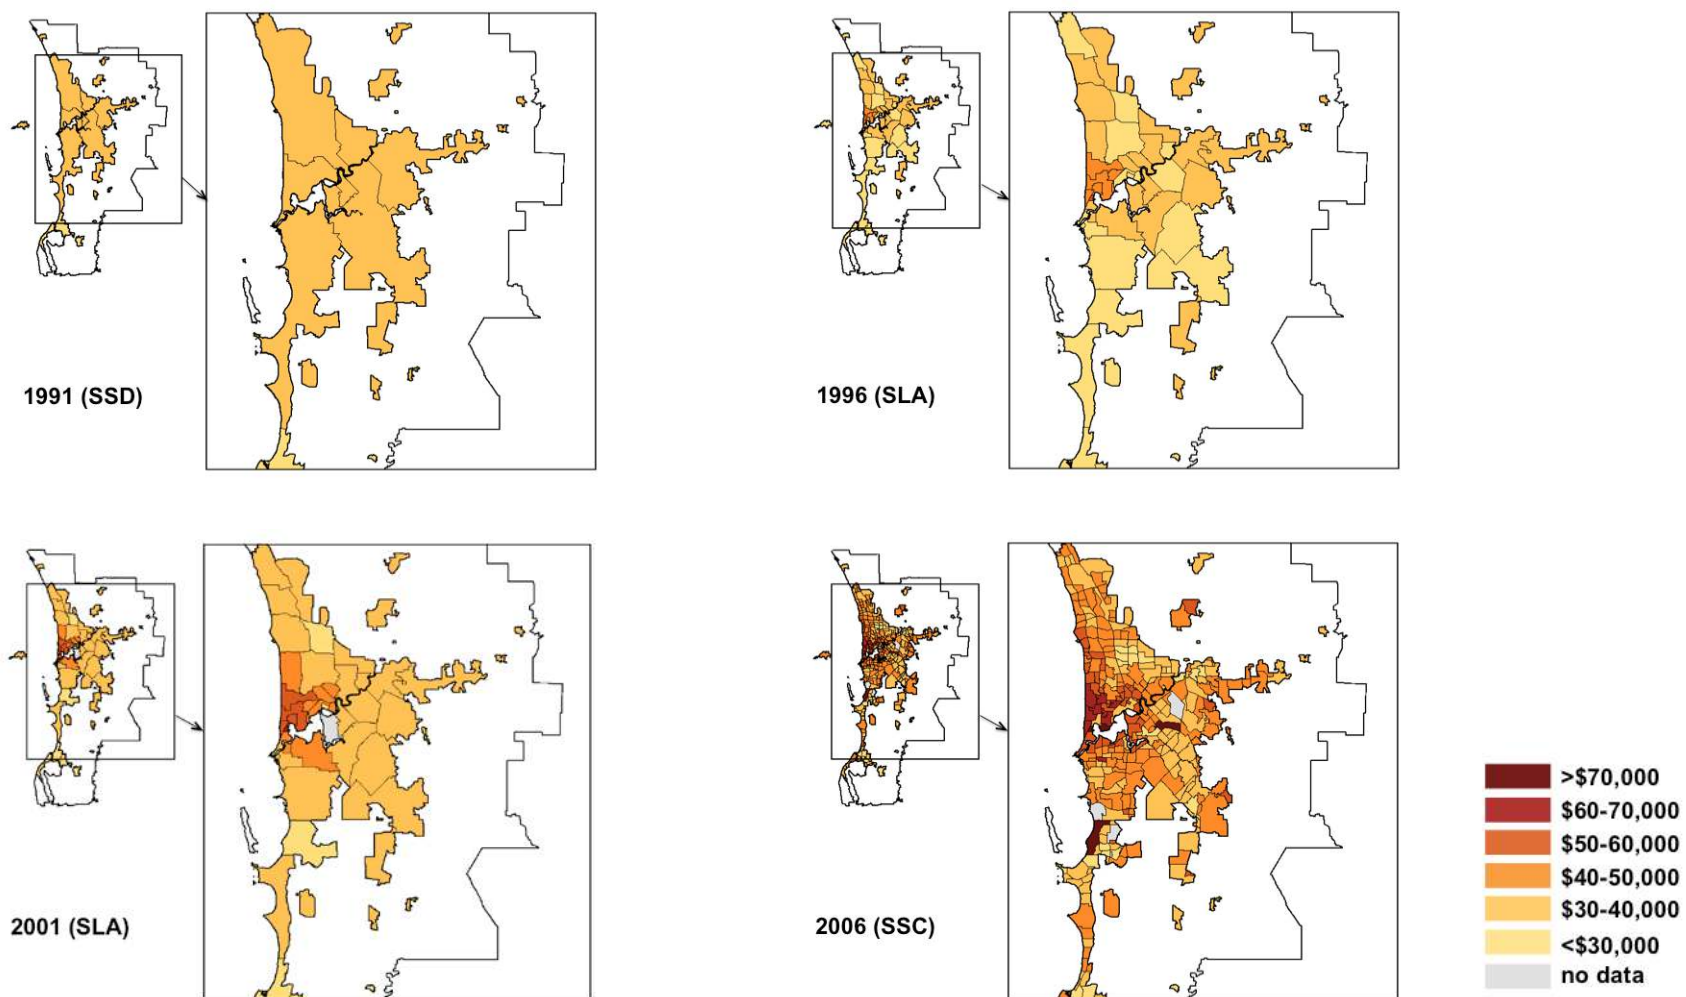 1991 (SSD)
1996 (SLA)
2001 (SLA)
2006 (SSC)
>$70,000
$60-70,000
$50-60,000
$40-50,000
$30-40,000
<$30,000
no data